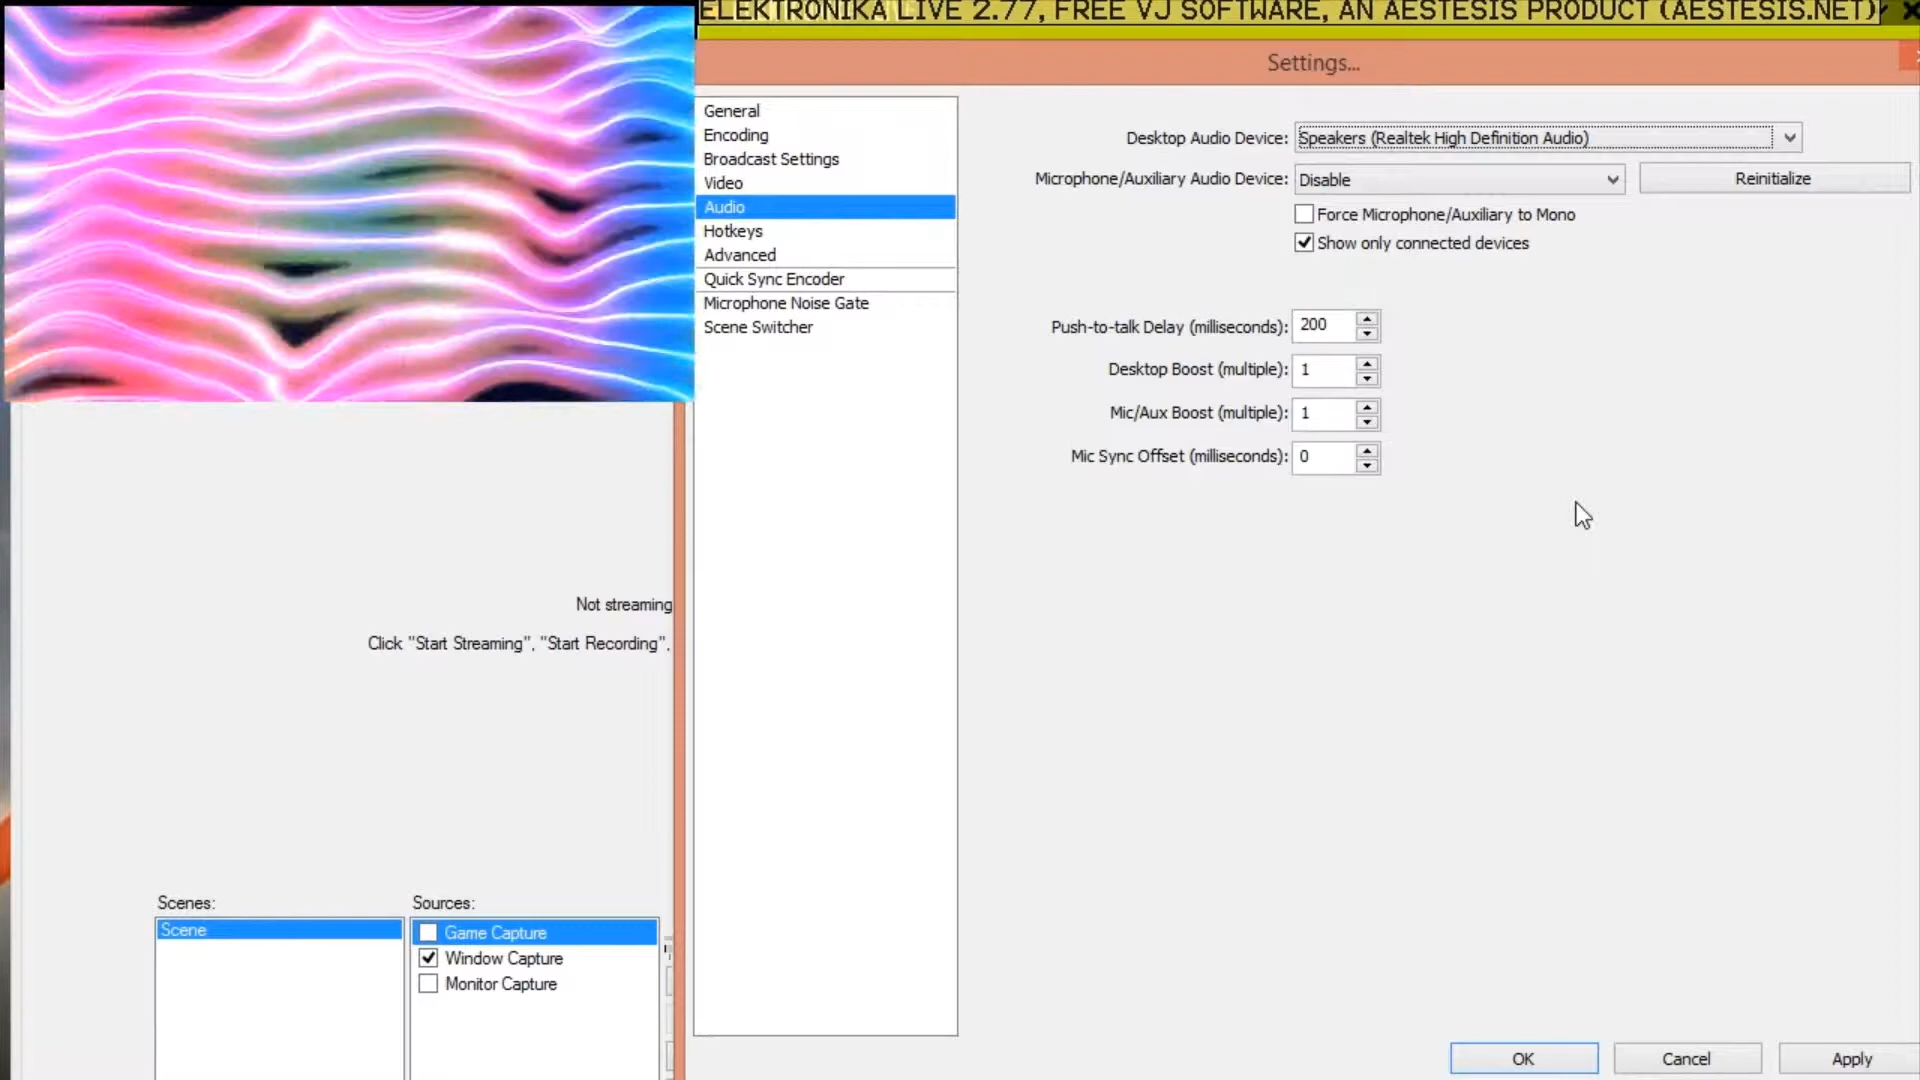 ELEKTRONIKA LIVE 2.77, FREE VJ SOFTWARE, AN AESTESIS PRODUCT (AESTESIS.NET)
Settings...
General
Encoding
Broadcast Settings
Video
Audio
Hotkeys
Advanced
Quick Sync Encoder
Microphone Noise Gate
Scene Switcher
Desktop Audio Device: Speakers (Realtek High Definition Audio)
Microphone/Auxiliary Audio Device: Disable Reinitialize
Force Microphone/Auxiliary to Mono
Show only connected devices
Push-to-talk Delay (milliseconds): 200
Desktop Boost (multiple): 1
Mic/Aux Boost (multiple): 1
Mic Sync Offset (milliseconds): 0
Not streaming
Click "Start Streaming", "Start Recording",
Scenes:
Scene
Sources:
Game Capture
Window Capture
Monitor Capture
OK Cancel Apply